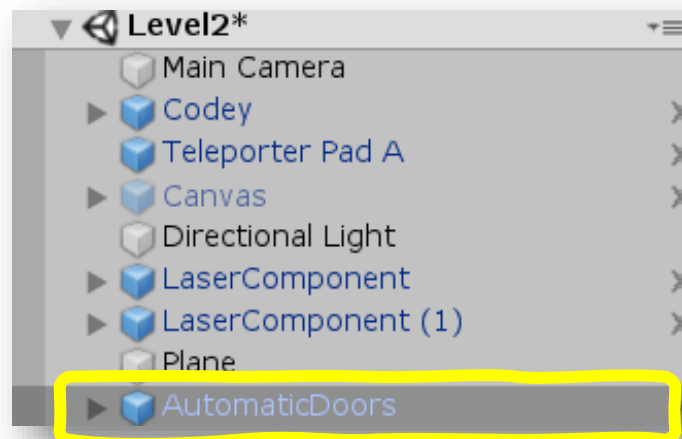 Level2*
Main Camera
Codey
Teleporter Pad A
Canvas
Directional Light
LaserComponent
LaserComponent (1)
Plane
AutomaticDoors